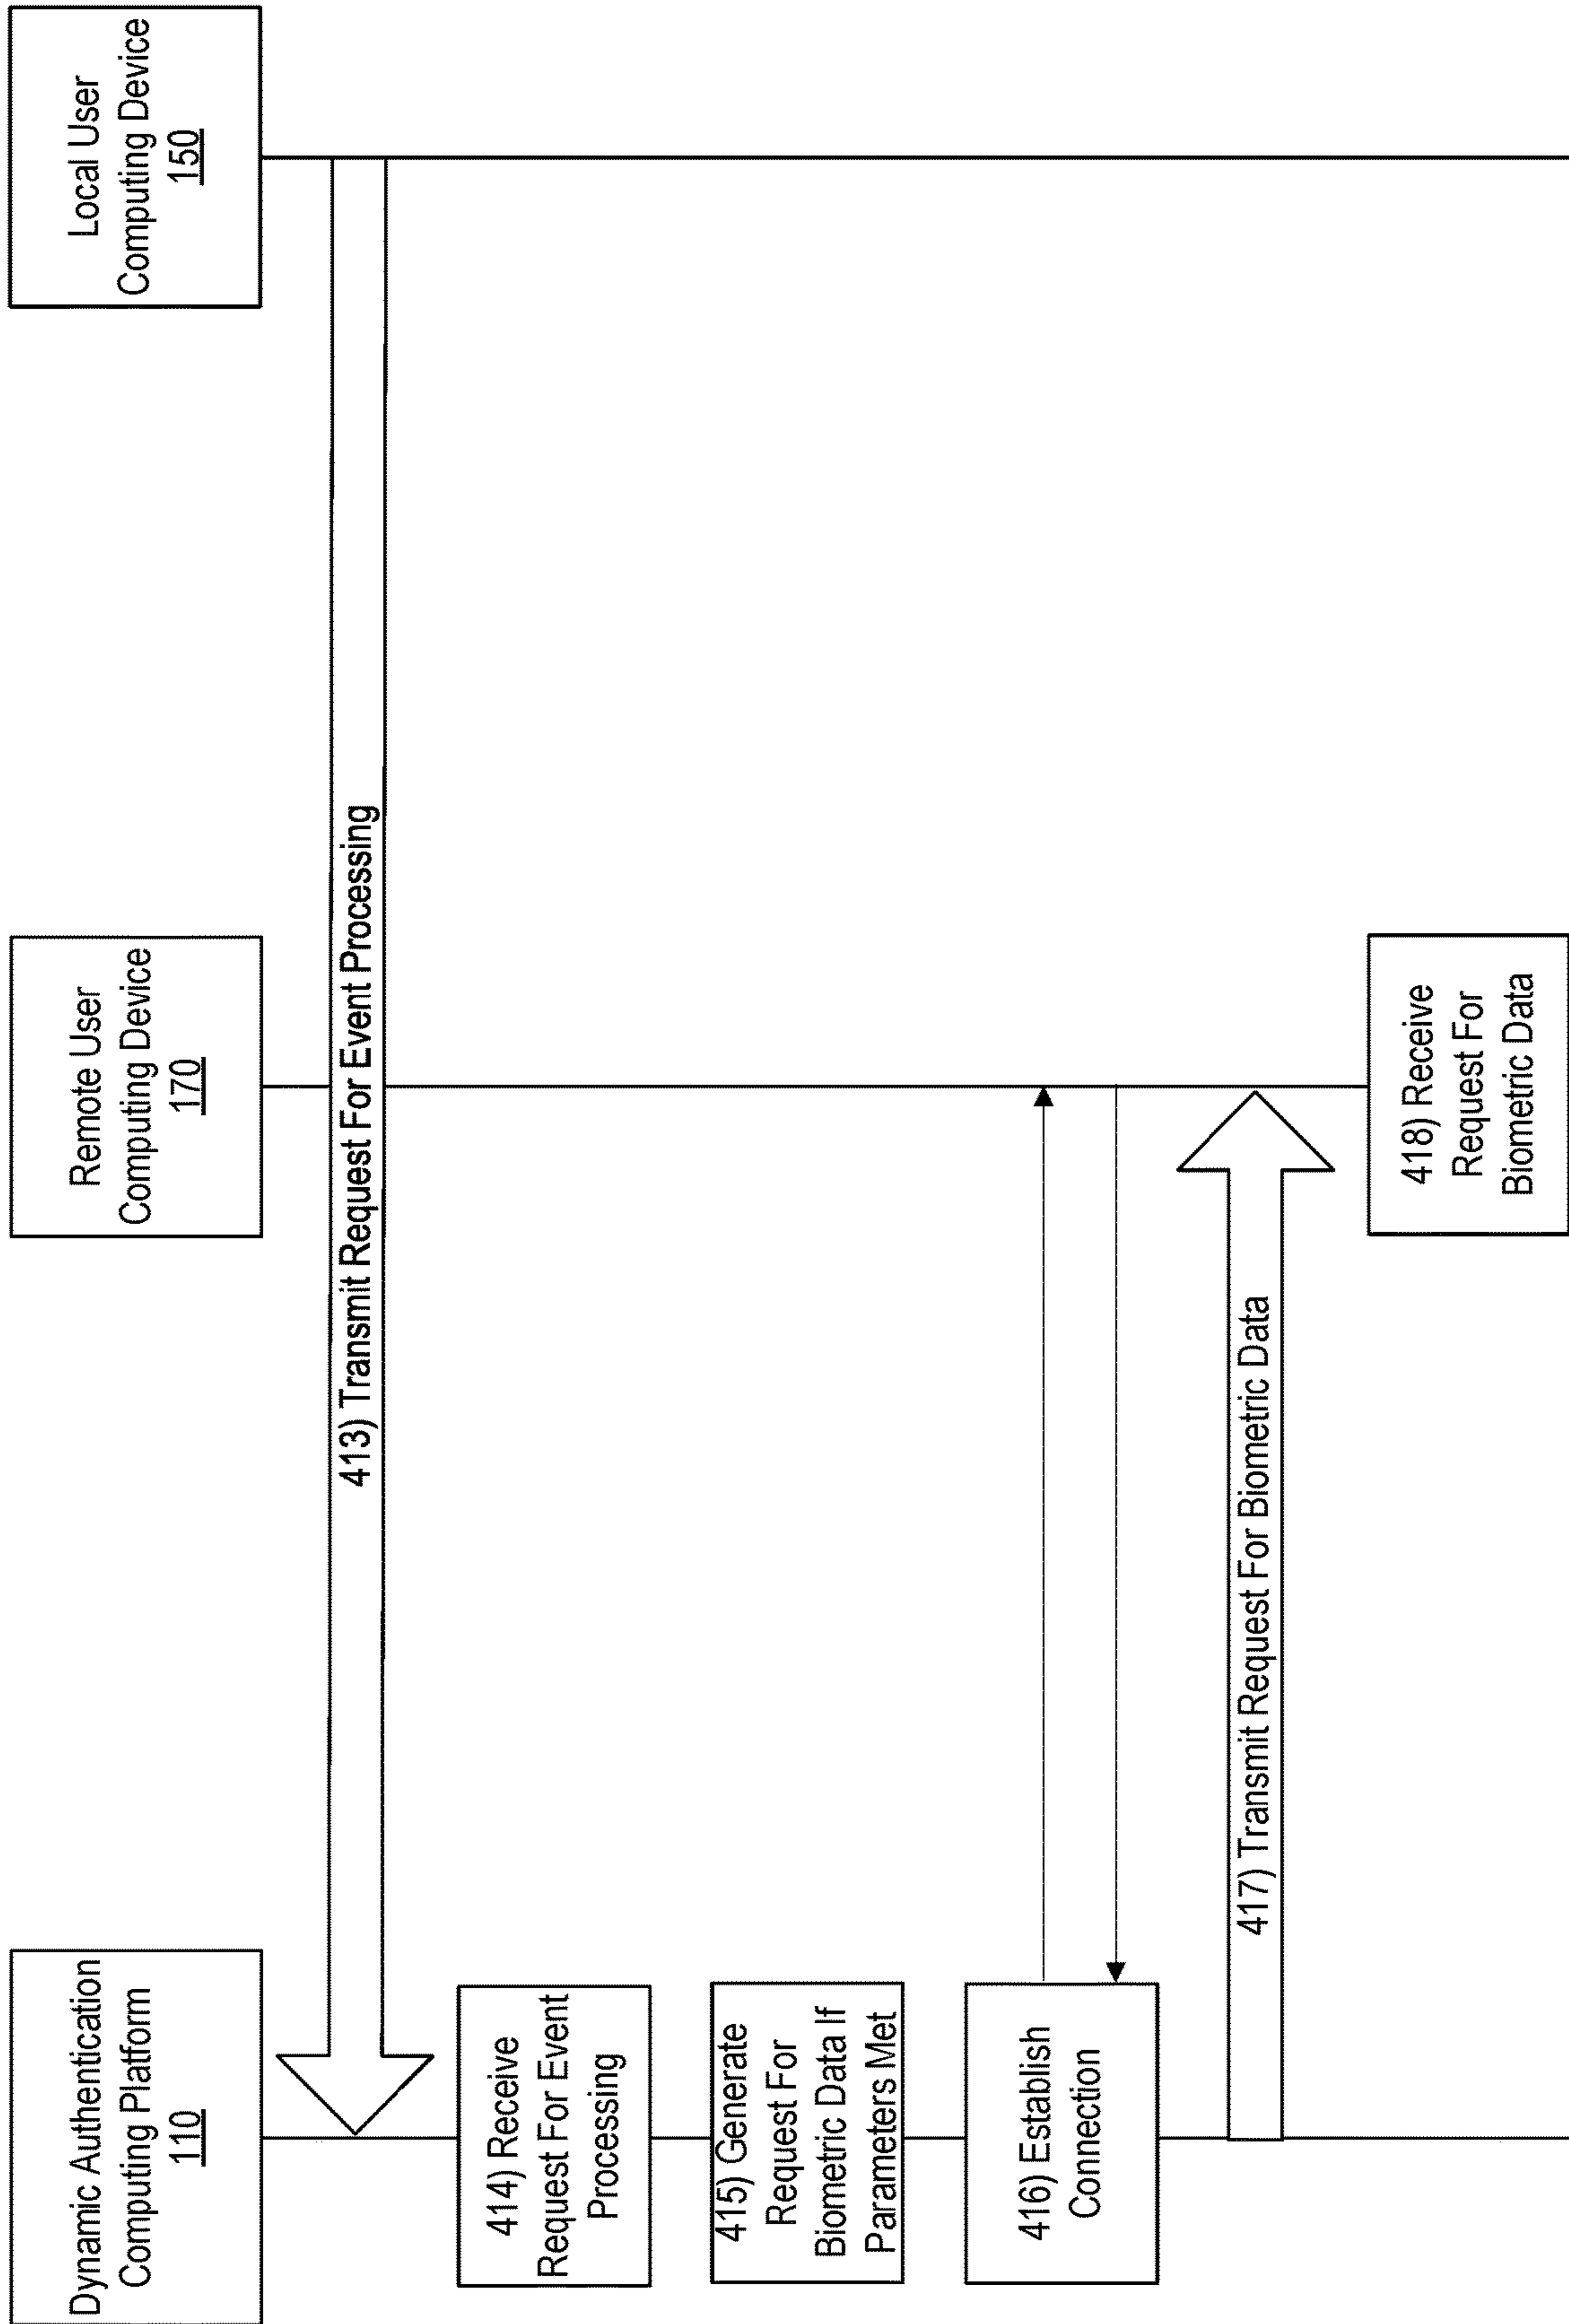 Dynamic Authentication
Computing Platform
110
Remote User
Computing Device
170
Local User
Computing Device
150
413) Transmit Request For Event Processing
414) Receive
Request For Event
Processing
415) Generate
Request For
Biometric Data If
Parameters Met
416) Establish
Connection
417) Transmit Request For Biometric Data
418) Receive
Request For
Biometric Data